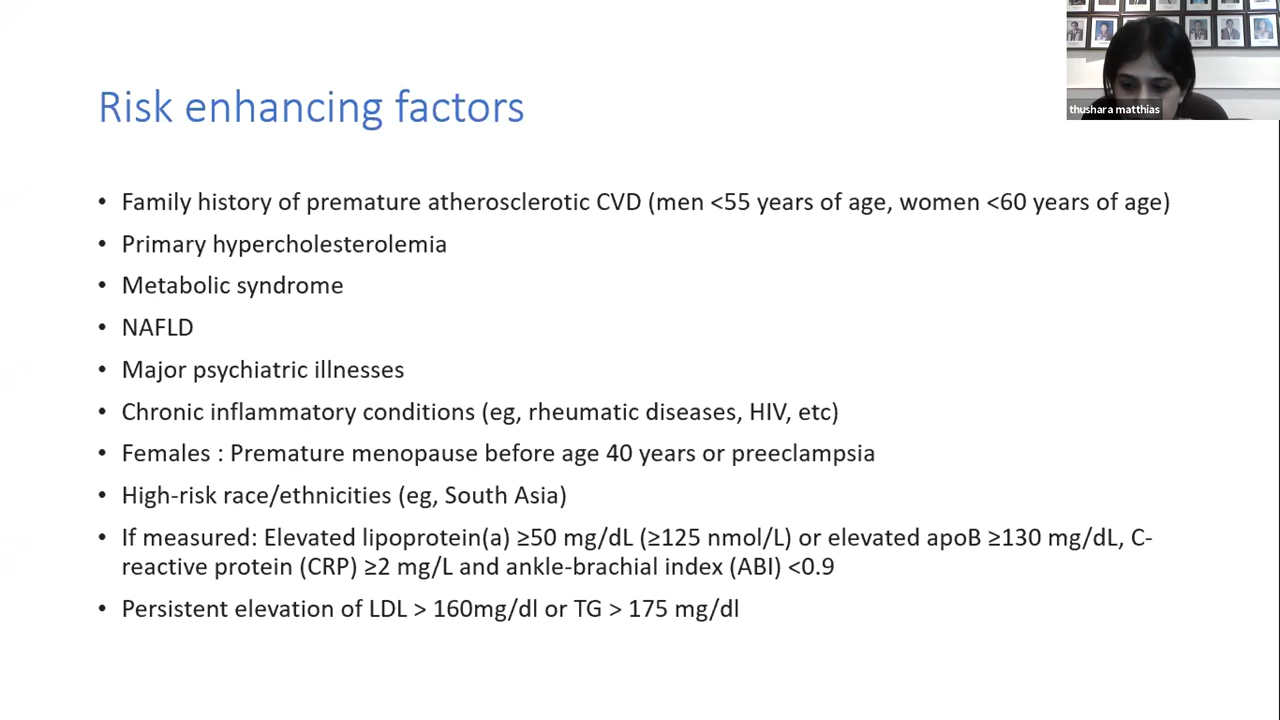 thushara matthias
Risk enhancing factors
• Family history of premature atherosclerotic CVD (men <55 years of age, women <60 years of age)
• Primary hypercholesterolemia
• Metabolic syndrome
• NAFLD
• Major psychiatric illnesses
• Chronic inflammatory conditions (eg, rheumatic diseases, HIV, etc)
• Females : Premature menopause before age 40 years or preeclampsia
• High-risk race/ethnicities (eg, South Asia)
• If measured: Elevated lipoprotein(a) ≥50 mg/dL (≥125 nmol/L) or elevated apoB ≥130 mg/dL, C-
reactive protein (CRP) ≥2 mg/L and ankle-brachial index (ABI) <0.9
• Persistent elevation of LDL > 160mg/dl or TG > 175 mg/dl